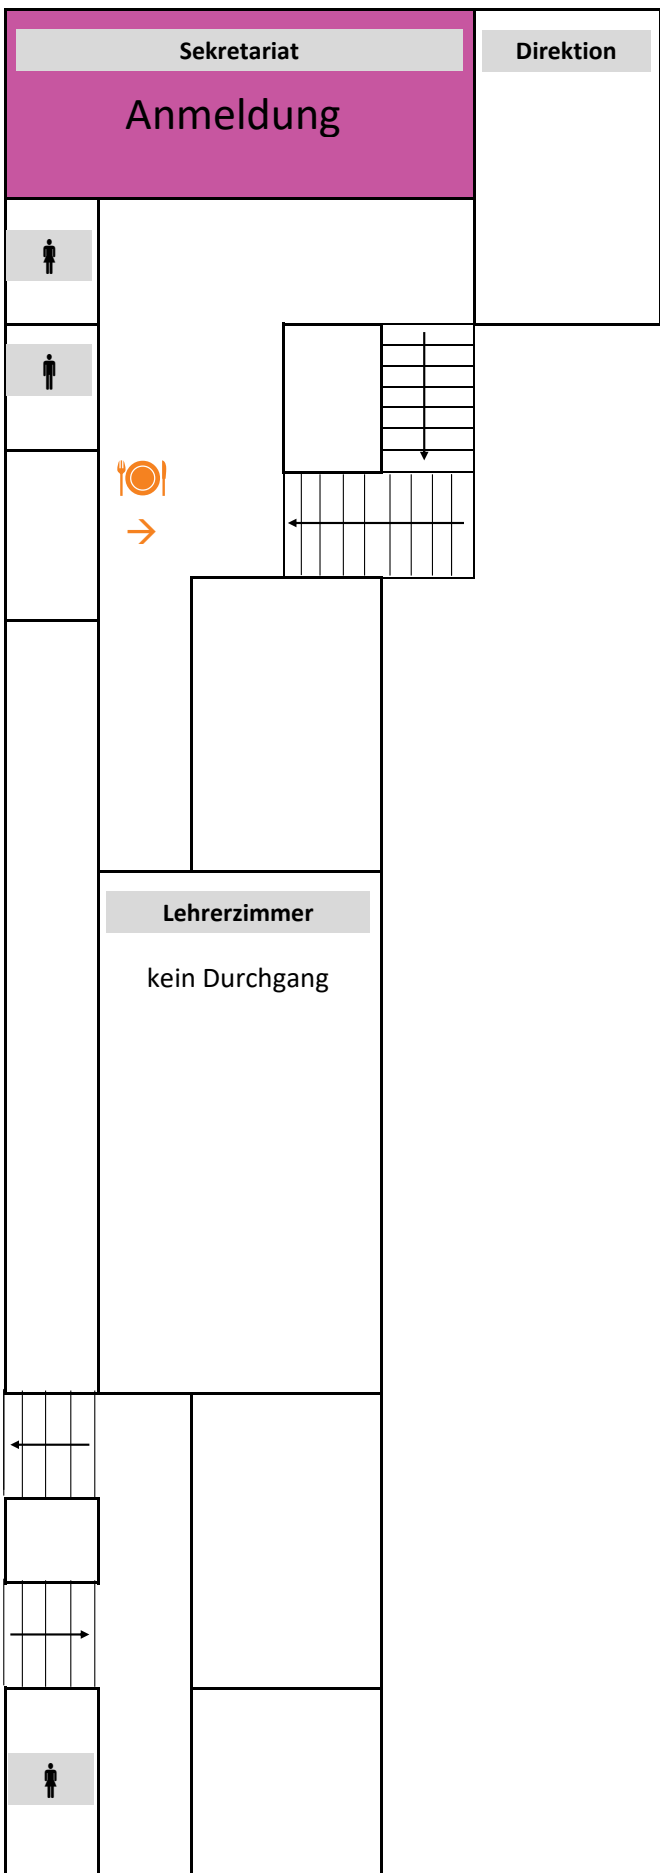 Sekretariat
Direktion
Anmeldung
Lehrerzimmer
kein Durchgang